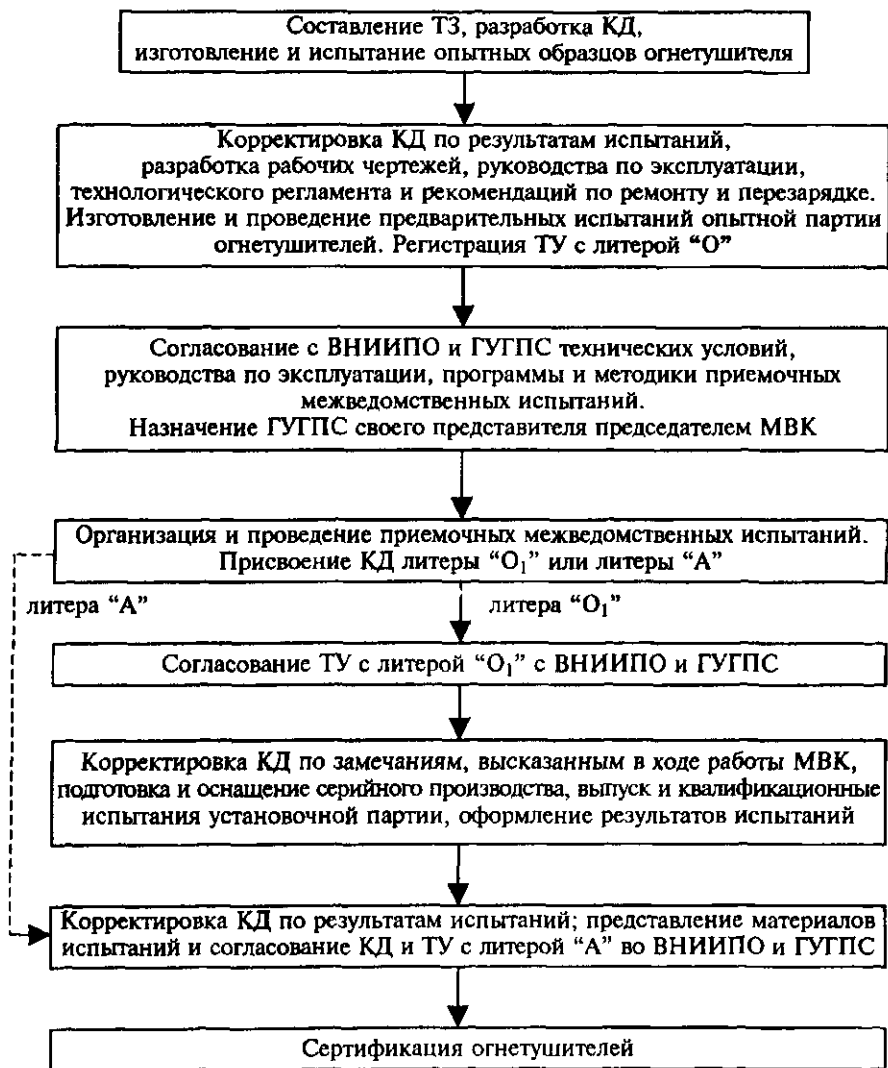 Составление ТЗ, разработка КД,
изготовление и испытание опытных образцов огнетушителя
Корректировка КД по результатам испытаний,
разработка рабочих чертежей, руководства по эксплуатации,
технологического регламента и рекомендаций по ремонту и перезарядке.
Изготовление и проведение предварительных испытаний опытной партии
огнетушителей. Регистрация ТУ с литерой “О”
Согласование с ВНИИПО и ГУГПС технических условий,
руководства по эксплуатации, программы и методики приемочных
межведомственных испытаний.
Назначение ГУГПС своего представителя председателем МВК
Организация и проведение приемочных межведомственных испытаний.
Присвоение КД литеры “О₁” или литеры “А”
литера “А”
литера “О₁”
Согласование ТУ с литерой “О₁” с ВНИИПО и ГУГПС
Корректировка КД по замечаниям, высказанным в ходе работы МВК,
подготовка и оснащение серийного производства, выпуск и квалификационные
испытания установочной партии, оформление результатов испытаний
Корректировка КД по результатам испытаний; представление материалов
испытаний и согласование КД и ТУ с литерой “А” во ВНИИПО и ГУГПС
Сертификация огнетушителей